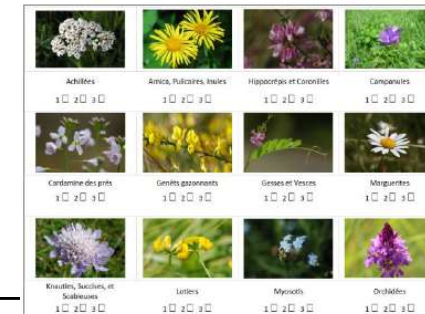 Achillées Arnica, Pulicaires, Inules Hippocrépis et Coronilles Campanules
1 ☐ 2 ☐ 3 ☐ 1 ☐ 2 ☐ 3 ☐ 1 ☐ 2 ☐ 3 ☐ 1 ☐ 2 ☐ 3 ☐
Cardamine des prés Genêts gazonnants Gesses et Vesces Marguerites
1 ☐ 2 ☐ 3 ☐ 1 ☐ 2 ☐ 3 ☐ 1 ☐ 2 ☐ 3 ☐ 1 ☐ 2 ☐ 3 ☐
Knauties, Succises, et
Scabieuses Lotiers Myosotis Orchidées
1 ☐ 2 ☐ 3 ☐ 1 ☐ 2 ☐ 3 ☐ 1 ☐ 2 ☐ 3 ☐ 1 ☐ 2 ☐ 3 ☐